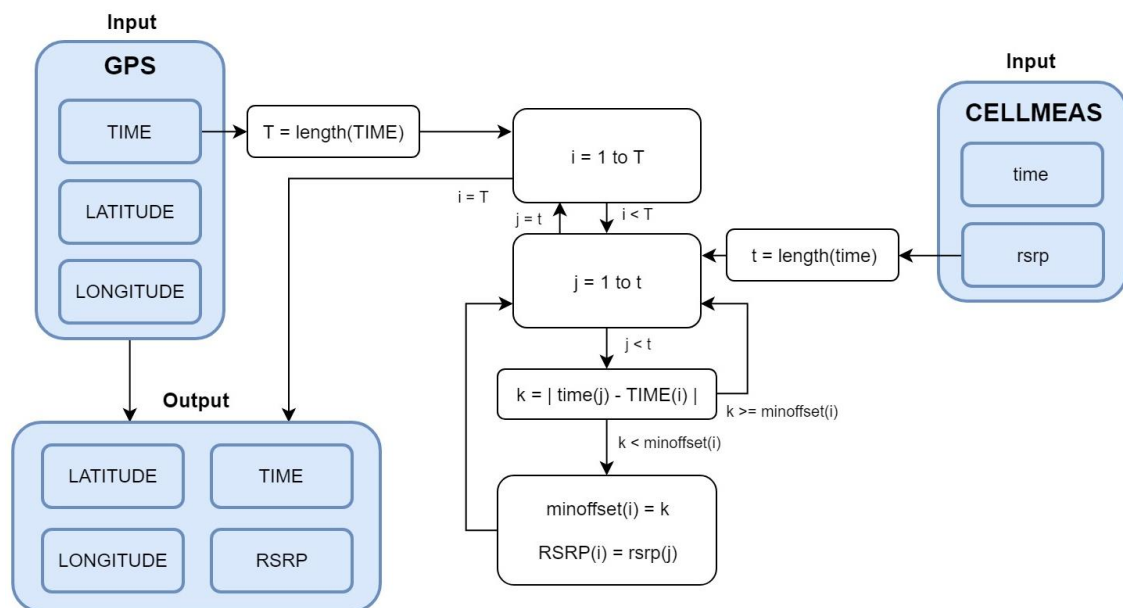 Input
GPS
TIME
LATITUDE
LONGITUDE
T = length(TIME)
i = 1 to T
i = T
j = t
i < T
j = 1 to t
t = length(time)
Input
CELLMEAS
time
rsrp
j < t
k = | time(j) - TIME(i) |
k >= minoffset(i)
k < minoffset(i)
minoffset(i) = k
RSRP(i) = rsrp(j)
Output
LATITUDE
TIME
LONGITUDE
RSRP